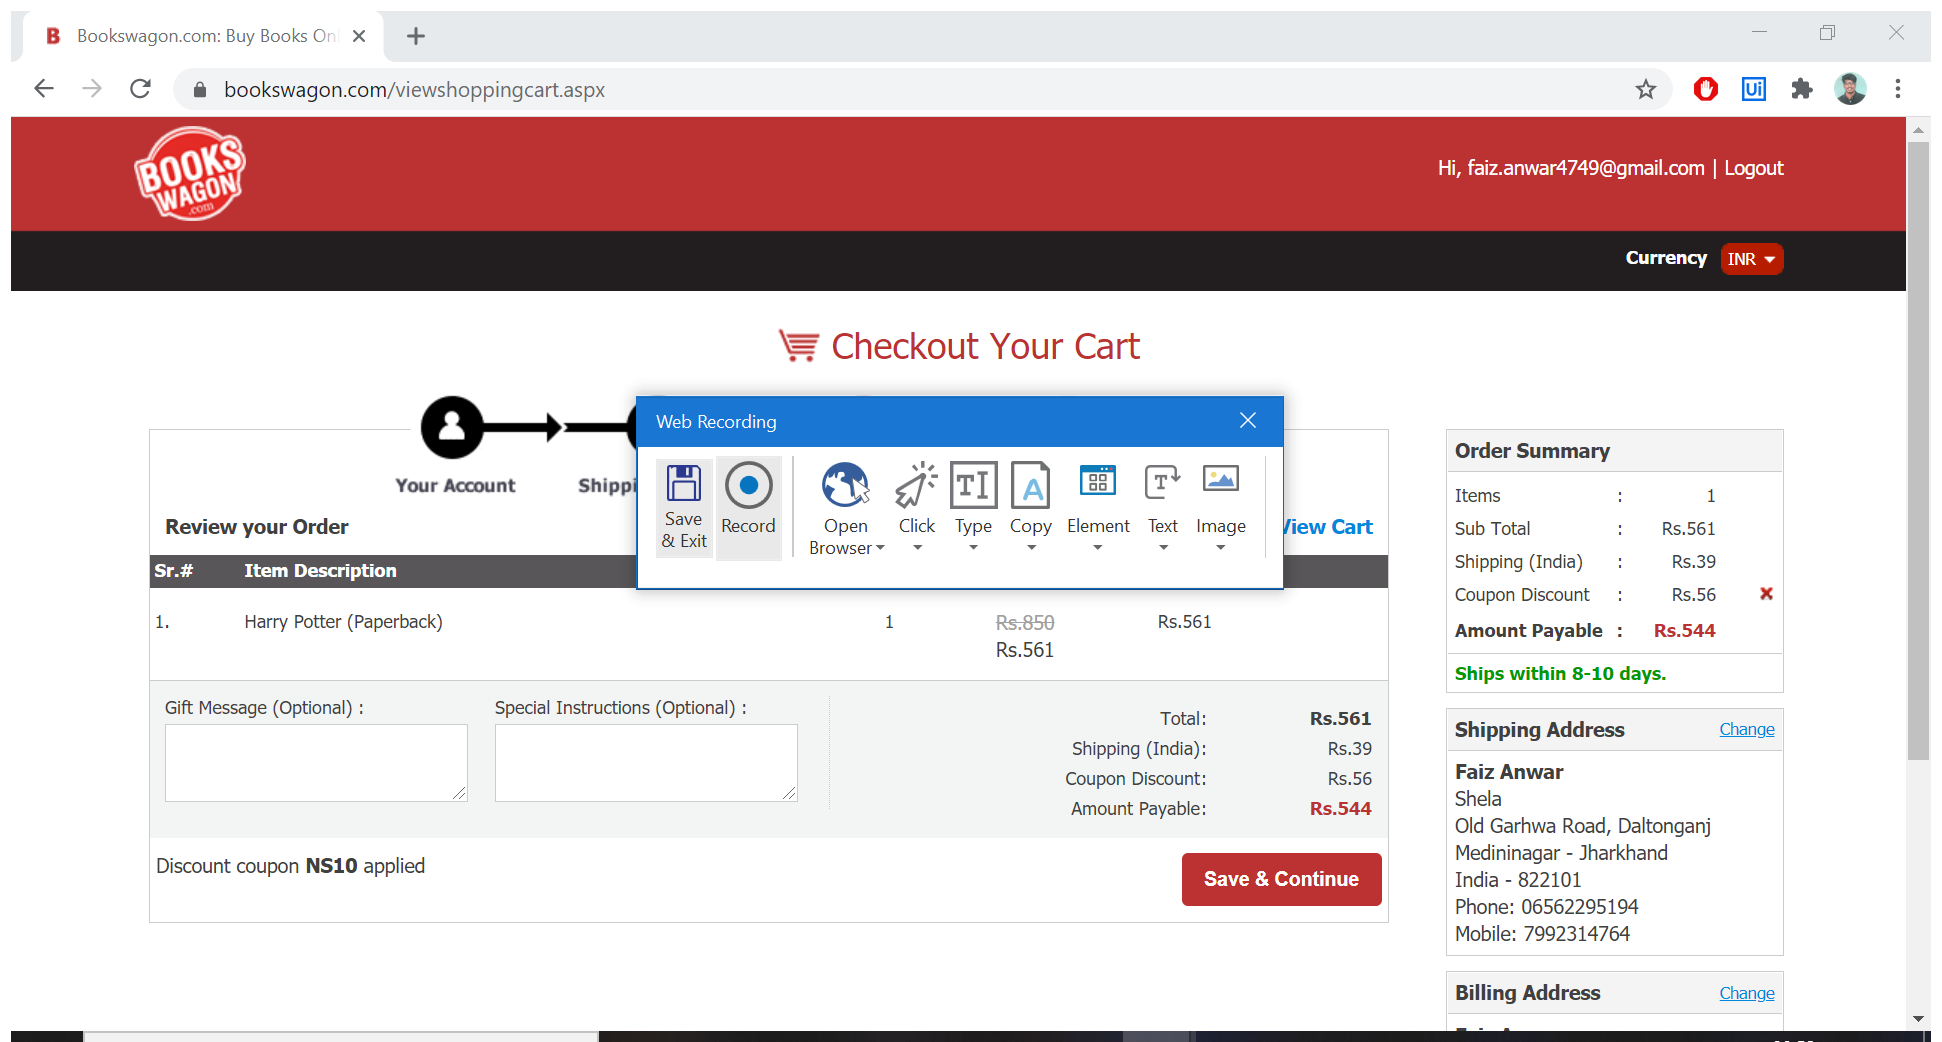 Bookswagon.com: Buy Books Onl
bookswagon.com/viewshoppingcart.aspx
Ui
BOOKS
WAGON
.com
Hi, faiz.anwar4749@gmail.com | Logout
Currency INR
Checkout Your Cart
Your Account
Shippi
Web Recording
Save
& Exit
Record
Open
Browser
Click
Type
Copy
Element
Text
Image
Review your Order
View Cart
Sr.# Item Description
1. Harry Potter (Paperback) 1 Rs.850 Rs.561
Rs.561
Gift Message (Optional) :
Special Instructions (Optional) :
Total: Rs.561
Shipping (India): Rs.39
Coupon Discount: Rs.56
Amount Payable: Rs.544
Discount coupon NS10 applied
Save & Continue
Order Summary
Items : 1
Sub Total : Rs.561
Shipping (India) : Rs.39
Coupon Discount : Rs.56
Amount Payable : Rs.544
Ships within 8-10 days.
Shipping Address Change
Faiz Anwar
Shela
Old Garhwa Road, Daltonganj
Medininagar - Jharkhand
India - 822101
Phone: 06562295194
Mobile: 7992314764
Billing Address Change